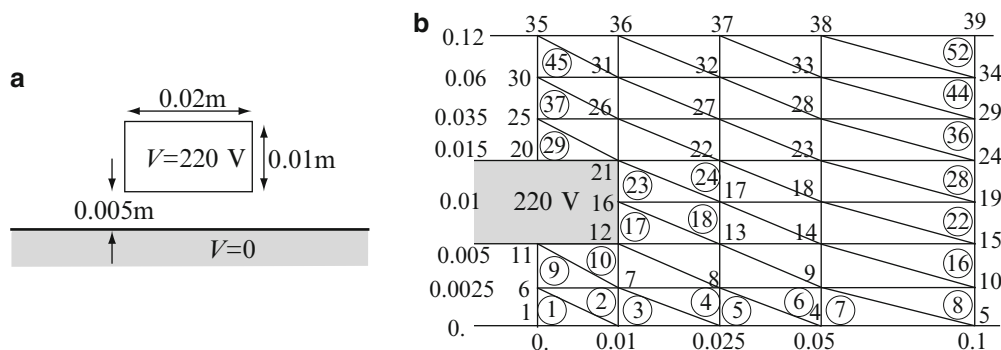 a
0.02m
V=220 V
0.01m
0.005m
V=0
b
35 36 37 38 39
0.12
45 31 32 33 52 34
0.06 30
37 26 27 28 44 29
0.035 25
29 22 23 36 24
0.015 20
21 23 24 17 18 28 19
0.01 220 V 16
17 18 22
12 13 14 15
0.005 11
9 10 7 8 9 16 10
0.0025 6
1 1 2 3 4 5 6 4 7 8 5
0.
0. 0.01 0.025 0.05 0.1